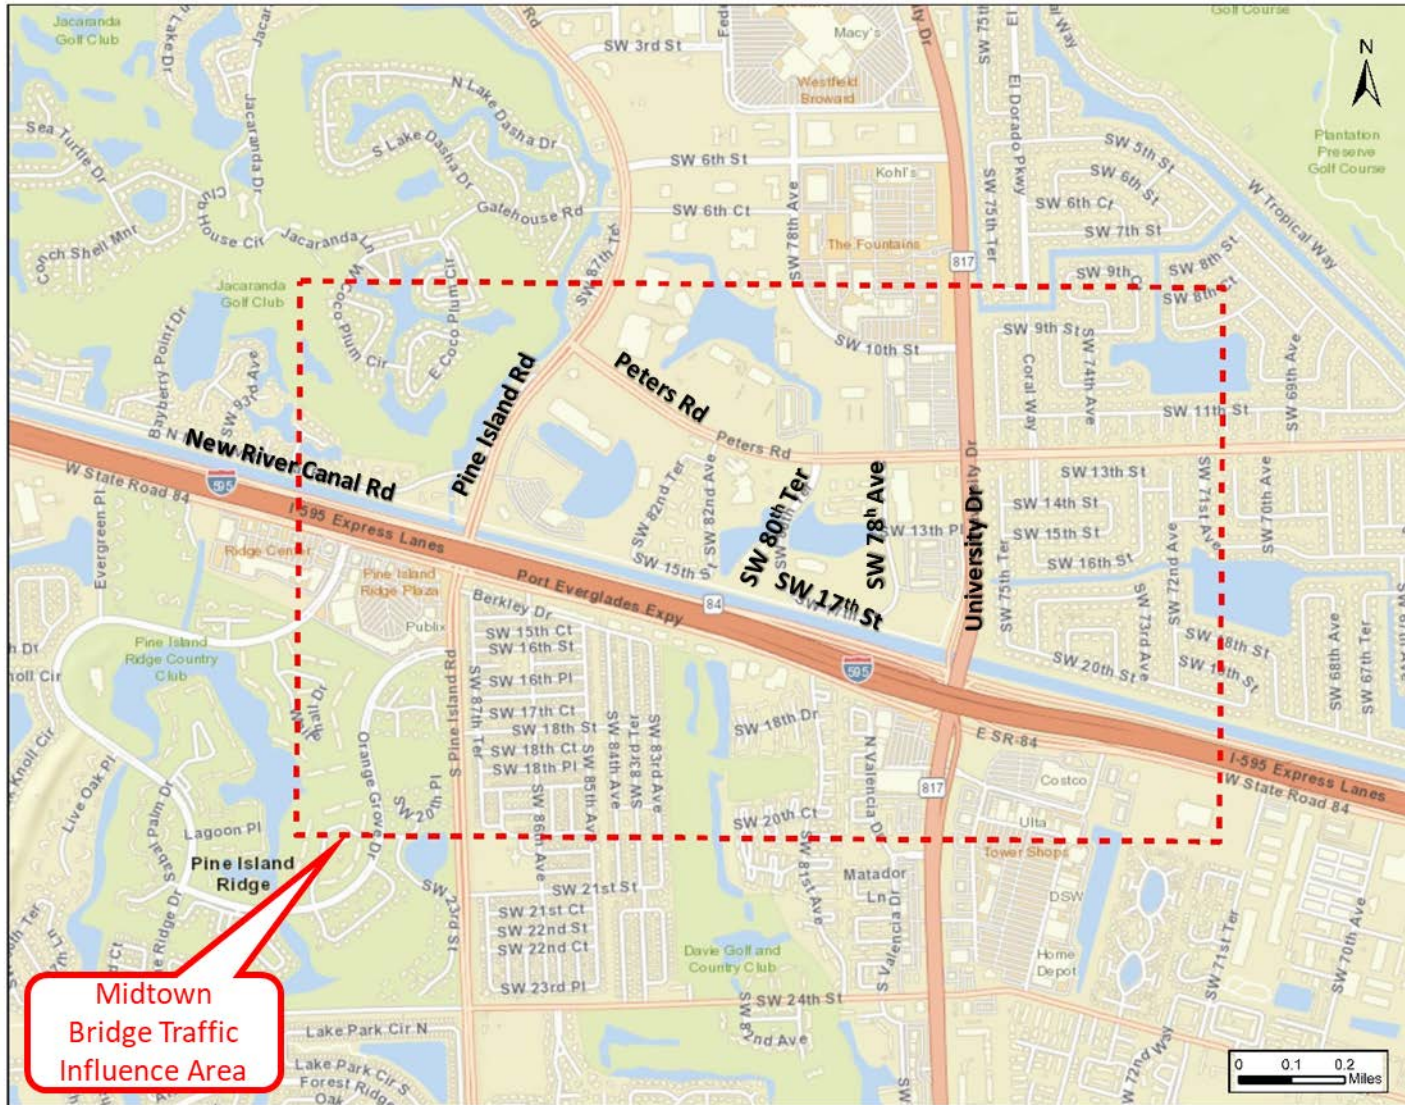 Jacaranda
Golf Club
SW 3rd St
Macy's
Westfield
Broward
Golf Course
N
N Lake Dasha Dr
S Lake Dasha Dr
Sea Turtle Dr
Jacaranda Dr
Club House Cir
Conch Shell Mnr
Jacaranda Ln
Gatehouse Rd
SW 6th St
SW 6th Ct
SW 78th Ave
Kohl's
The Fountains
817
SW 75th Ter
El Dorado Pkwy
SW 5th St
SW 6th St
SW 6th Ct
SW 7th St
SW 8th St
SW 8th Ct
W Tropical Way
Plantation
Preserve
Golf Course
Jacaranda
Golf Club
W Coco Plum Cir
E Coco Plum Cir
SW 87th Ter
Bayberry Point Dr
SW 10th St
SW 9th St
Coral Way
SW 74th Ave
SW 11th St
SW 69th Ave
Pine Island Rd
Peters Rd
Peters Rd
New River Canal Rd
595
W State Road 84
I-595 Express Lanes
Evergreen Pl
Ridge Center
Pine Island
Ridge Plaza
Publix
Port Everglades Expy
84
SW 82nd Ter
SW 82nd Ave
SW 15th St
SW 80th Ter
SW 17th St
SW 78h Ave
SW 13th Pl
University Dr
SW 75th Ter
SW 13th St
SW 14th St
SW 15th St
SW 16th St
SW 71st Ave
SW 70th Ave
SW 72nd Ave
SW 73rd Ave
SW 18th St
SW 19th St
SW 20th St
SW 68th Ave
SW 67th Ter
595
Pine Island
Ridge Country
Club
Berkley Dr
SW 15th Ct
SW 16th St
SW 16th Pl
SW 17th Ct
SW 18th St
SW 18th Ct
SW 18th Pl
SW 87th Ter
S Pine Island Rd
SW 84th Ave
SW 83rd Ter
SW 83rd Ave
SW 85th Ave
SW 86th Ave
SW 18th Dr
N Valencia Dr
E SR-84
I-595 Express Lanes
W State Road 84
817
Costco
Ulta
Tower Shops
DSW
Home
Depot
Live Oak Pl
Sabal Palm Dr
Lagoon Pl
Orange Grove Dr
SW 20th Pl
Pine Island
Ridge
SW 23rd St
SW 20th Ct
SW 81st Ave
Matador
Ln
S Valencia Dr
SW 21st St
SW 21st Ct
SW 22nd St
SW 22nd Ct
SW 23rd Pl
Davie Golf and
Country Club
SW 24th St
SW 82nd Ave
SW 71st Ter
SW 70th Ave
SW 72nd Way
Midtown
Bridge Traffic
Influence Area
Lake Park Cir N
Lake Park Cir S
Forest Ridge
0 0.1 0.2
Miles